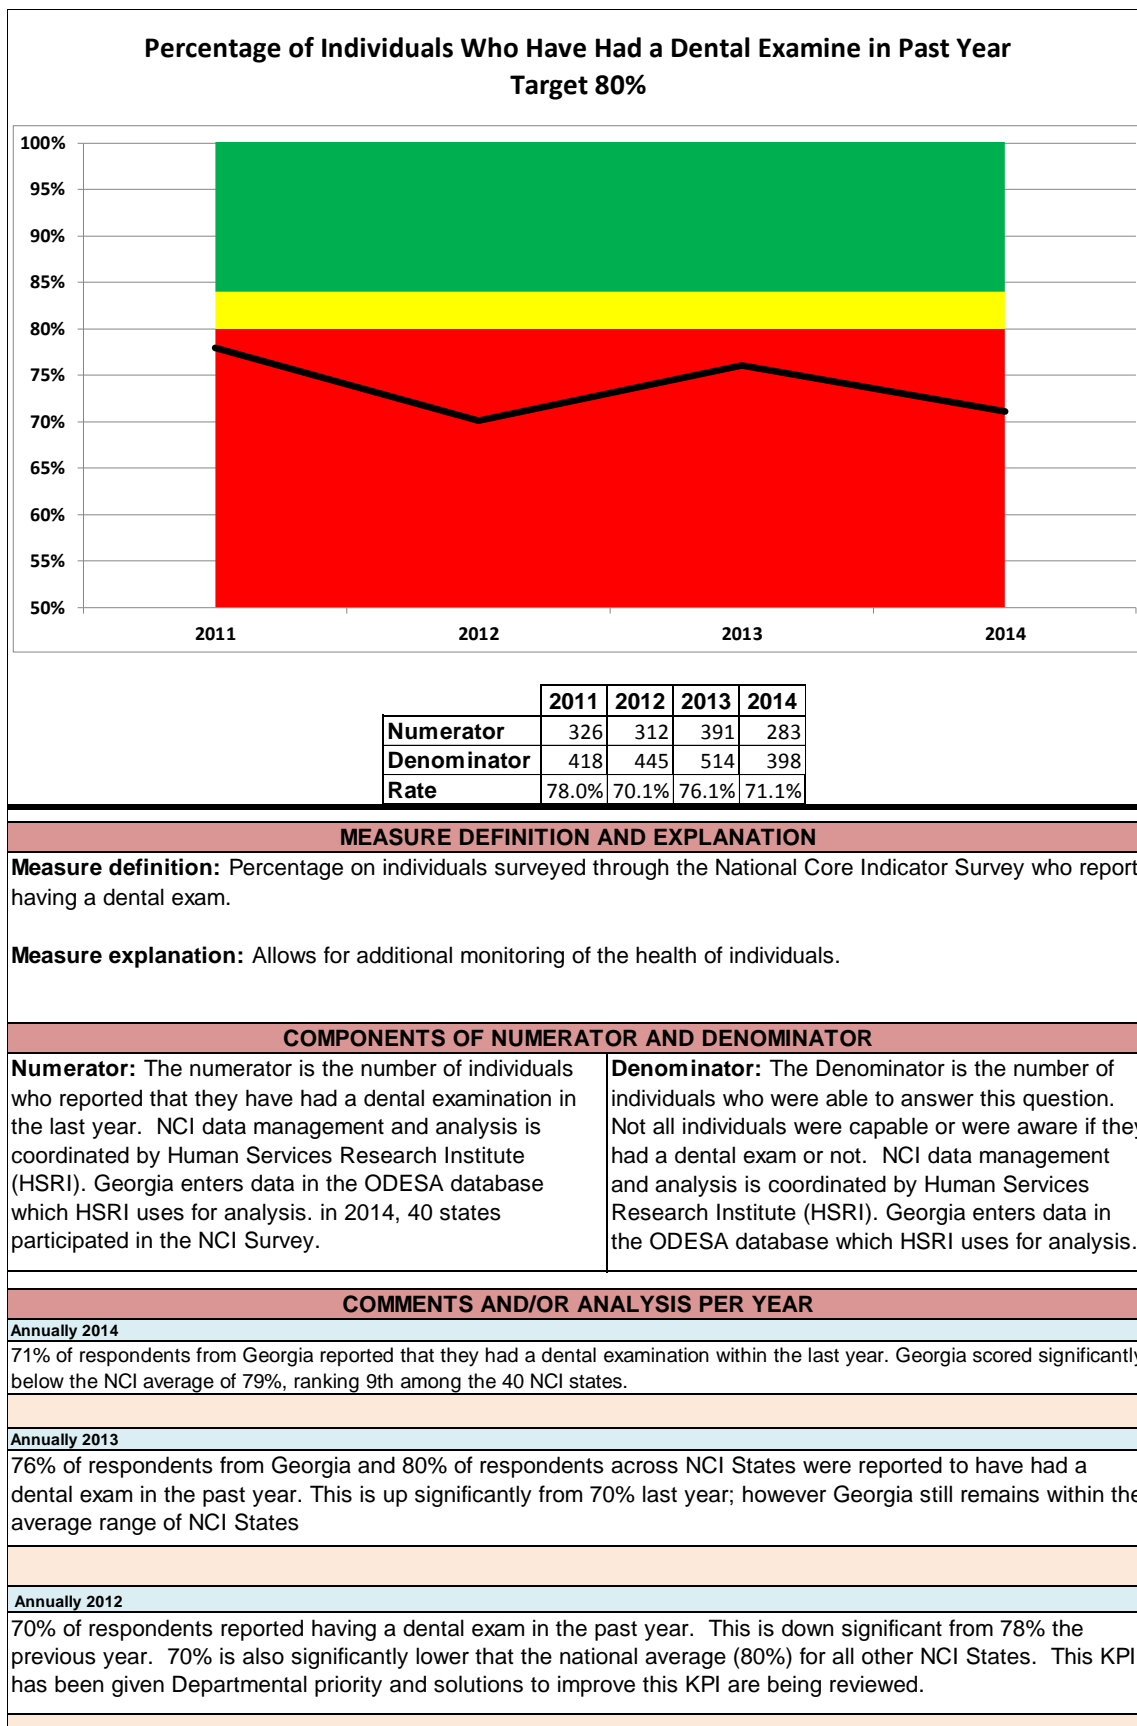 Percentage of Individuals Who Have Had a Dental Examine in Past Year
Target 80%
100%
95%
90%
85%
80%
75%
70%
65%
60%
55%
50%
2011 2012 2013 2014
2011 2012 2013 2014
Numerator 326 312 391 283
Denominator 418 445 514 398
Rate 78.0% 70.1% 76.1% 71.1%
MEASURE DEFINITION AND EXPLANATION
Measure definition: Percentage on individuals surveyed through the National Core Indicator Survey who report
having a dental exam.
Measure explanation: Allows for additional monitoring of the health of individuals.
COMPONENTS OF NUMERATOR AND DENOMINATOR
Numerator: The numerator is the number of individuals
who reported that they have had a dental examination in
the last year. NCI data management and analysis is
coordinated by Human Services Research Institute
(HSRI). Georgia enters data in the ODESA database
which HSRI uses for analysis. in 2014, 40 states
participated in the NCI Survey.
Denominator: The Denominator is the number of
individuals who were able to answer this question.
Not all individuals were capable or were aware if they
had a dental exam or not. NCI data management
and analysis is coordinated by Human Services
Research Institute (HSRI). Georgia enters data in
the ODESA database which HSRI uses for analysis.
COMMENTS AND/OR ANALYSIS PER YEAR
Annually 2014
71% of respondents from Georgia reported that they had a dental examination within the last year. Georgia scored significantly
below the NCI average of 79%, ranking 9th among the 40 NCI states.
Annually 2013
76% of respondents from Georgia and 80% of respondents across NCI States were reported to have had a
dental exam in the past year. This is up significantly from 70% last year; however Georgia still remains within the
average range of NCI States
Annually 2012
70% of respondents reported having a dental exam in the past year. This is down significant from 78% the
previous year. 70% is also significantly lower that the national average (80%) for all other NCI States. This KPI
has been given Departmental priority and solutions to improve this KPI are being reviewed.